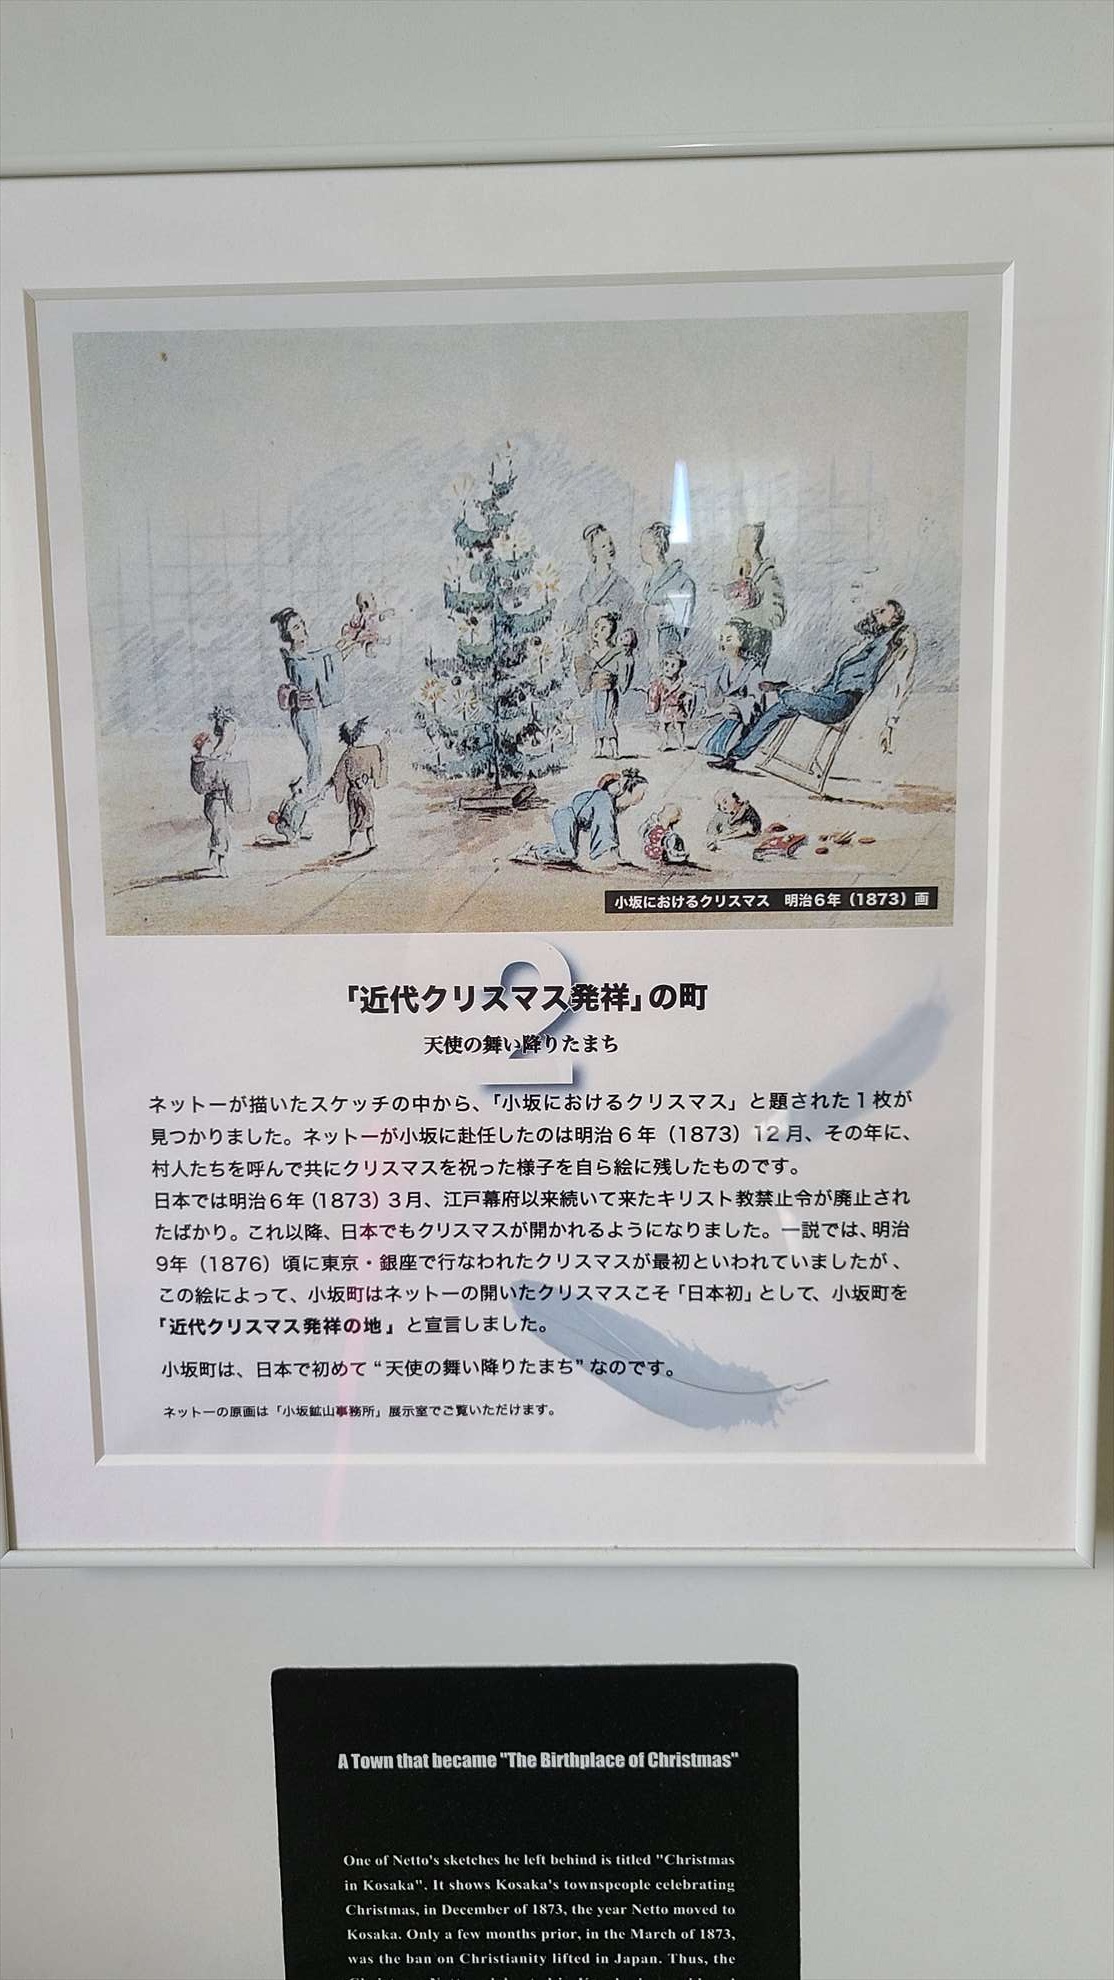 小坂におけるクリスマス 明治6年（1873）画
2
「近代クリスマス発祥」の町
天使の舞い降りたまち
ネットーが描いたスケッチの中から、「小坂におけるクリスマス」と題された1枚が
見つかりました。ネットーが小坂に赴任したのは明治6年（1873）12月、その年に、
村人たちを呼んで共にクリスマスを祝った様子を自ら絵に残したものです。
日本では明治6年（1873）3月、江戸幕府以来続いて来たキリスト教禁止令が廃止され
たばかり。これ以降、日本でもクリスマスが開かれるようになりました。一説では、明治
9年（1876）頃に東京・銀座で行なわれたクリスマスが最初といわれていましたが、
この絵によって、小坂町はネットーの開いたクリスマスこそ「日本初」として、小坂町を
「近代クリスマス発祥の地」と宣言しました。
小坂町は、日本で初めて“天使の舞い降りたまち”なのです。
ネットーの原画は「小坂鉱山事務所」展示室でご覧いただけます。
A Town that became "The Birthplace of Christmas"
One of Netto's sketches he left behind is titled "Christmas
in Kosaka". It shows Kosaka's townspeople celebrating
Christmas, in December of 1873, the year Netto moved to
Kosaka. Only a few months prior, in the March of 1873,
was the ban on Christianity lifted in Japan. Thus, the